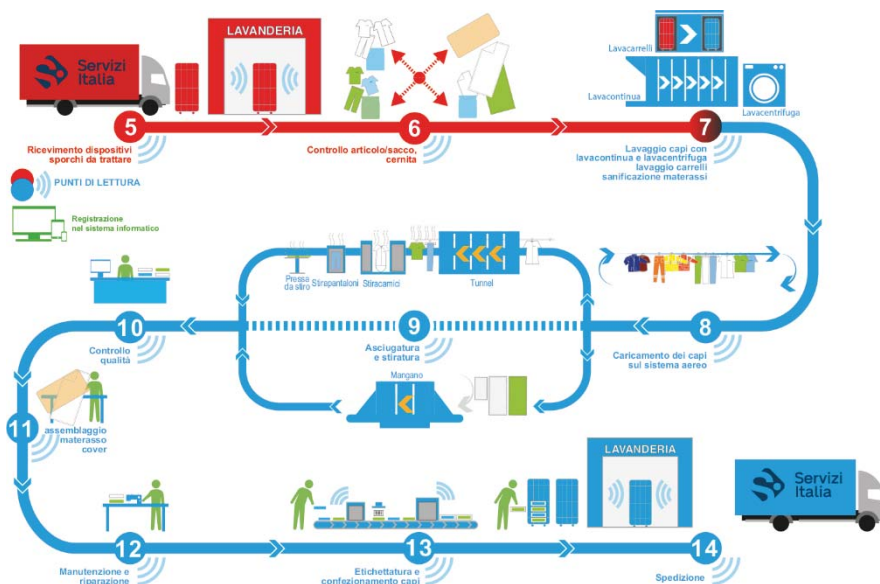 Servizi
Italia
LAVANDERIA
Lavacarrelli
Lavacontinua
Lavacentrifuga
5
Ricevimento dispositivi
sporchi da trattare
6
Controllo articolo/sacco,
cernita
7
Lavaggio capi con
lavacontinua e lavacentrifuga
lavaggio carrelli
sanificazione materassi
PUNTI DI LETTURA
Registrazione
nel sistema informatico
Pressa
da stiro
Stirapantaloni
Stiracamici
Tunnel
10
Controllo
qualità
9
Asciugatura
e stiratura
8
Caricamento dei capi
sul sistema aereo
Mangano
11
assemblaggio
materasso
cover
LAVANDERIA
Servizi
Italia
12
Manutenzione e
riparazione
13
Etichettatura e
confezionamento capi
14
Spedizione